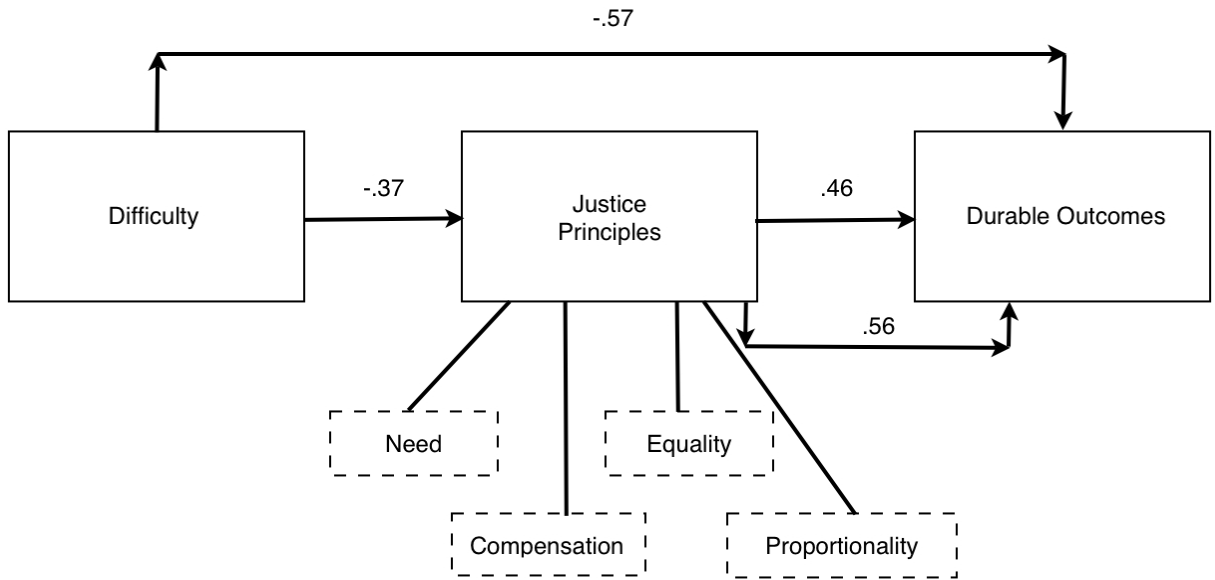 -.57
Difficulty
-.37
Justice
Principles
.46
Durable Outcomes
.56
Need
Equality
Compensation
Proportionality